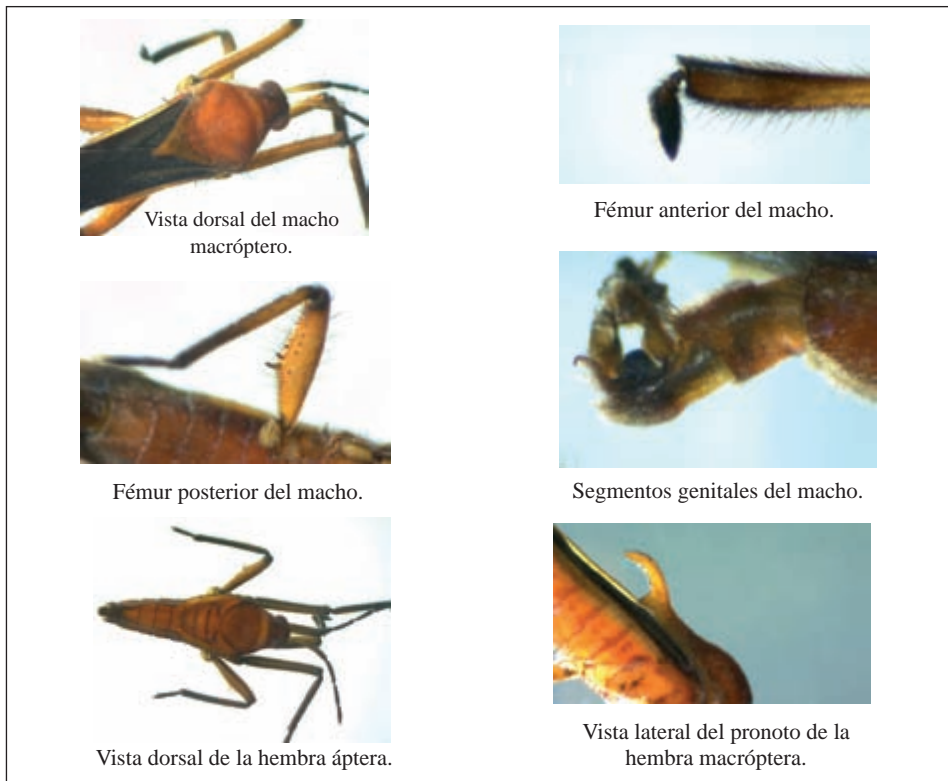 Vista dorsal del macho
macróptero.
Fémur anterior del macho.
Fémur posterior del macho.
Segmentos genitales del macho.
Vista dorsal de la hembra áptera.
Vista lateral del pronoto de la
hembra macróptera.